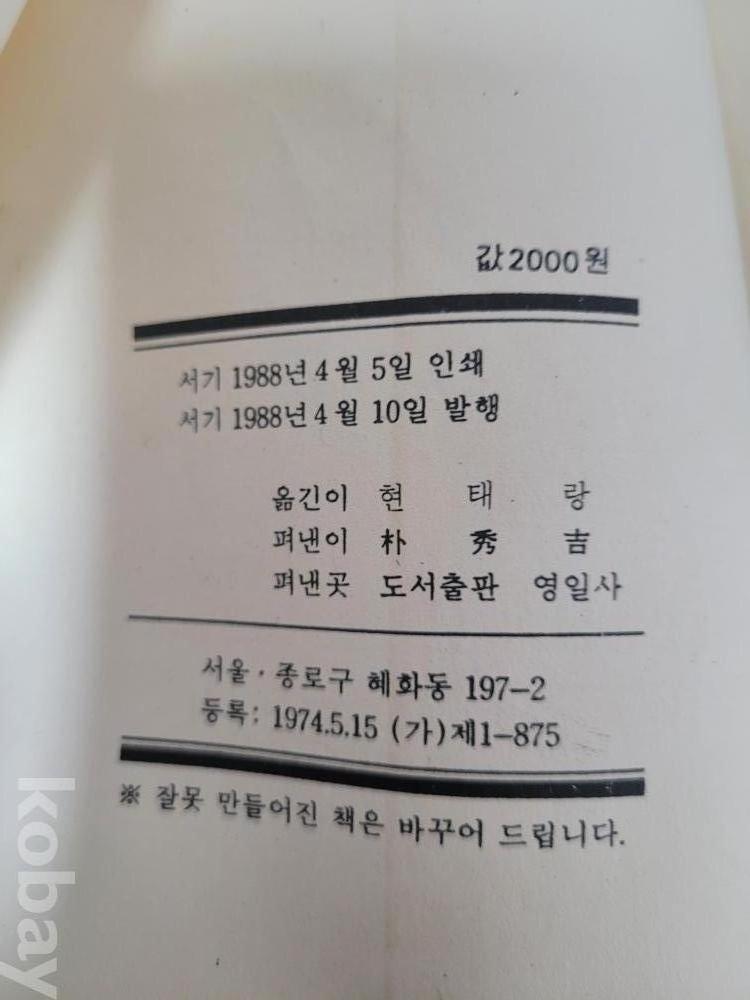 값2000원
서기 1988년 4월 5일 인쇄
서기 1988년 4월 10일 발행
옮긴이 현 태 랑
펴낸이 朴 秀 吉
펴낸곳 도서출판 영일사
서울·종로구 혜화동 197-2
등록; 1974.5.15 (가)제1-875
※ 잘못 만들어진 책은 바꾸어 드립니다.
kobay